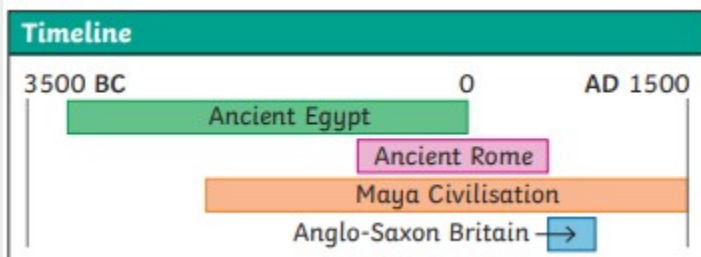 Timeline
3500 BC 0 AD 1500
Ancient Egypt
Ancient Rome
Maya Civilisation
Anglo-Saxon Britain